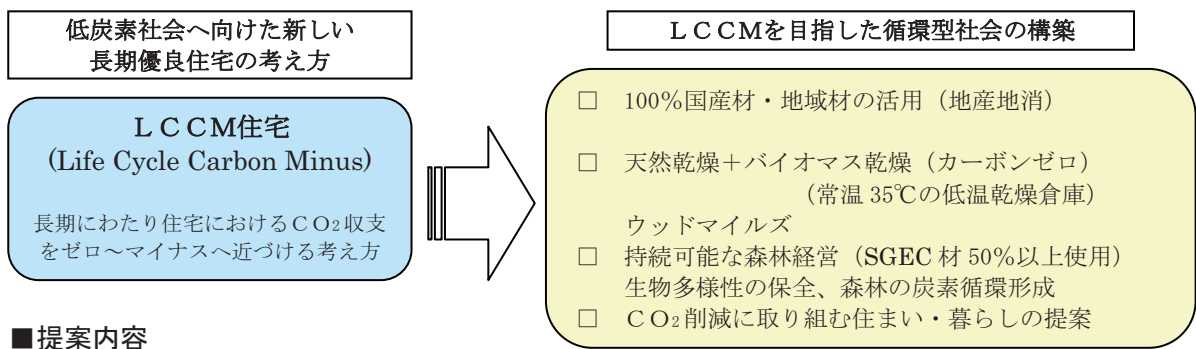 低炭素社会へ向けた新しい
長期優良住宅の考え方
ＬＣＣＭ住宅
(Life Cycle Carbon Minus)
長期にわたり住宅におけるＣＯ₂収支
をゼロ～マイナスへ近づける考え方
ＬＣＣＭを目指した循環型社会の構築
□ 100％国産材・地域材の活用（地産地消）
□ 天然乾燥＋バイオマス乾燥（カーボンゼロ）
（常温 35℃の低温乾燥倉庫）
ウッドマイルズ
□ 持続可能な森林経営（SGEC 材 50％以上使用）
生物多様性の保全、森林の炭素循環形成
□ ＣＯ₂削減に取り組む住まい・暮らしの提案
■提案内容